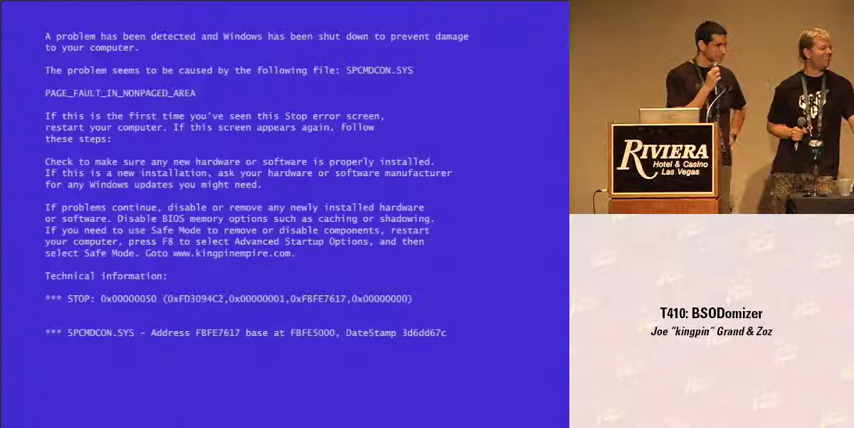 A problem has been detected and Windows has been shut down to prevent damage
to your computer.
The problem seems to be caused by the following file: SPCMDCON.SYS
PAGE_FAULT_IN_NONPAGED_AREA
If this is the first time you've seen this Stop error screen,
restart your computer. If this screen appears again, follow
these steps:
Check to make sure any new hardware or software is properly installed.
If this is a new installation, ask your hardware or software manufacturer
for any Windows updates you might need.
If problems continue, disable or remove any newly installed hardware
or software. Disable BIOS memory options such as caching or shadowing.
If you need to use Safe Mode to remove or disable components, restart
your computer, press F8 to select Advanced Startup Options, and then
select Safe Mode. Goto www.kingpinempire.com.
Technical information:
*** STOP: 0x00000050 (0xFD3094C2,0x00000001,0xFBFE7617,0x00000000)
*** SPCMDCON.SYS - Address FBFE7617 base at FBFE5000, DateStamp 3d6dd67c
RIVIERA
Hotel & Casino
Las Vegas
T410: BSODomizer
Joe "kingpin" Grand & Zoz